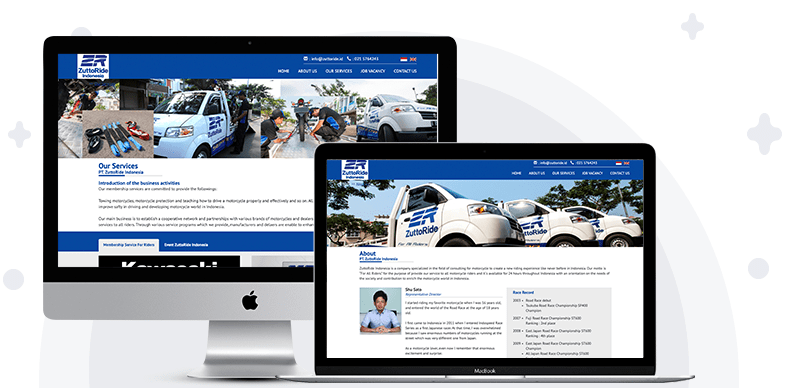 : info@zuttoride.id : 021 5764243
ZuttoRide
Indonesia
HOME ABOUT US OUR SERVICES JOB VACANCY CONTACT US
ZuttoRide
Our Services
PT ZuttoRide Indonesia
Introduction of the business activities
Our membership services are committed to provide the followings:
Towing motorcycles, motorcycle protection and teaching how to drive a motorcycle properly and effectively and so on.
improve safty in driving and developing motorcycle world in Indonesia.
Our main business is to establish a cooperative network and partnerships with various brands of motorcycles and dealers
services to all riders. Through various service programs which we provide, manufacturers and dealers are enable to
Membership Service For Riders Event ZuttoRide Indonesia
Kawasaki
: info@zuttoride.id : 021 5764243
ZuttoRide
Indonesia
HOME ABOUT US OUR SERVICES JOB VACANCY CONTACT US
ZuttoRide
About
PT ZuttoRide Indonesia
ZuttoRide Indonesia is a company specialized in the field of consulting for motorcycle to create a new riding experience like never before in Indonesia. Our motto is
"For All Riders" for the purpose of provide our service to all motorcycle riders and it's available for 24 hours throughout Indonesia with an orientation on the needs of
the society and contribution to enrich the motorcycle world in Indonesia.
Shu Sato
Representative Director
I started riding my favorite motorcycle when I was 16 years old,
and entered the world of the Road Race at the age of 18 years
old
I first come to Indonesia in 2011 when I entered Indospeed Race
Series as a first Japanese racer. At that time, I was overwhelmed
because I saw enormous numbers of motorcycles running at the
street which was very different one from Japan.
As a motorcycle lover, even now I remember that enormous
excitement and surprise.
Race Record
2003 • Road Race debut
• Tsukuba Road Race Championship SP400
Champion
2007 • Fuji Road Race Championship ST600
Ranking : 2nd place
2008 • East Japan Road Race Championship ST600
Ranking : 4th place
2009 • East Japan Road Race Championship ST600
Champion
• All Japan Road Race Championship ST600
MacBook